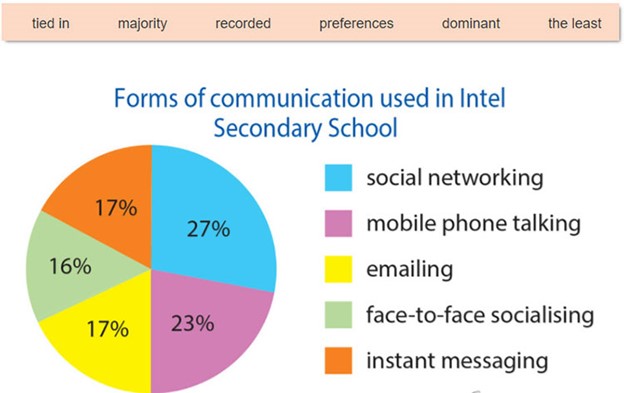 tied in majority recorded preferences dominant the least
Forms of communication used in Intel
Secondary School
17%
27%
16%
17%
23%
social networking
mobile phone talking
emailing
face-to-face socialising
instant messaging